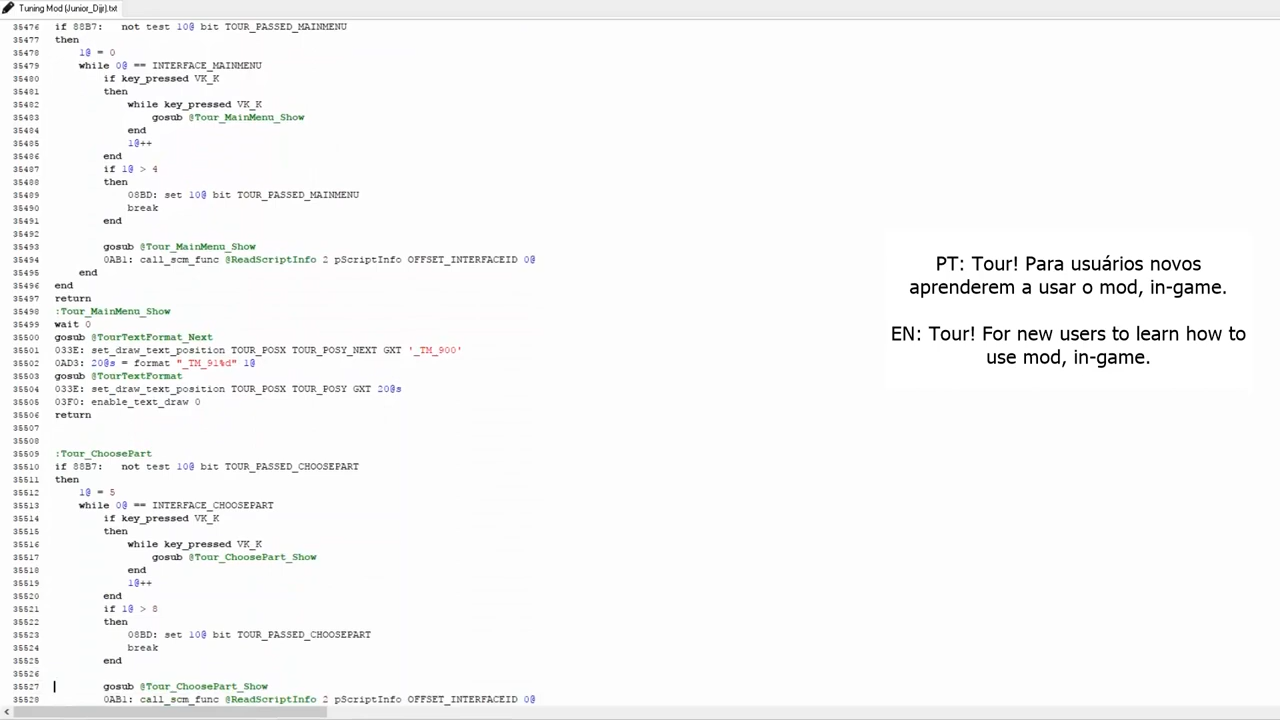 Tuning Mod (Junior_Djjr).txt
35476 if 88B7: not test 10@ bit TOUR_PASSED_MAINMENU
35477 then
35478 1@ = 0
35479 while 0@ == INTERFACE_MAINMENU
35480 if key_pressed VK_K
35481 then
35482 while key_pressed VK_K
35483 gosub @Tour_MainMenu_Show
35484 end
35485 1@++
35486 end
35487 if 1@ > 4
35488 then
35489 08BD: set 10@ bit TOUR_PASSED_MAINMENU
35490 break
35491 end
35492
35493 gosub @Tour_MainMenu_Show
35494 0AB1: call_scm_func @ReadScriptInfo 2 pScriptInfo OFFSET_INTERFACEID 0@
35495 end
35496 end
35497 return
35498 :Tour_MainMenu_Show
35499 wait 0
35500 gosub @TourTextFormat_Next
35501 033E: set_draw_text_position TOUR_POSX TOUR_POSY_NEXT GXT '_TM_900'
35502 0AD3: 20@s = format "_TM_91%d" 1@
35503 gosub @TourTextFormat
35504 033E: set_draw_text_position TOUR_POSX TOUR_POSY GXT 20@s
35505 03F0: enable_text_draw 0
35506 return
35507
35508
35509 :Tour_ChoosePart
35510 if 88B7: not test 10@ bit TOUR_PASSED_CHOOSEPART
35511 then
35512 1@ = 5
35513 while 0@ == INTERFACE_CHOOSEPART
35514 if key_pressed VK_K
35515 then
35516 while key_pressed VK_K
35517 gosub @Tour_ChoosePart_Show
35518 end
35519 1@++
35520 end
35521 if 1@ > 8
35522 then
35523 08BD: set 10@ bit TOUR_PASSED_CHOOSEPART
35524 break
35525 end
35526
35527 gosub @Tour_ChoosePart_Show
35528 0AB1: call_scm_func @ReadScriptInfo 2 pScriptInfo OFFSET_INTERFACEID 0@
PT: Tour! Para usuários novos
aprenderem a usar o mod, in-game.
EN: Tour! For new users to learn how to
use mod, in-game.